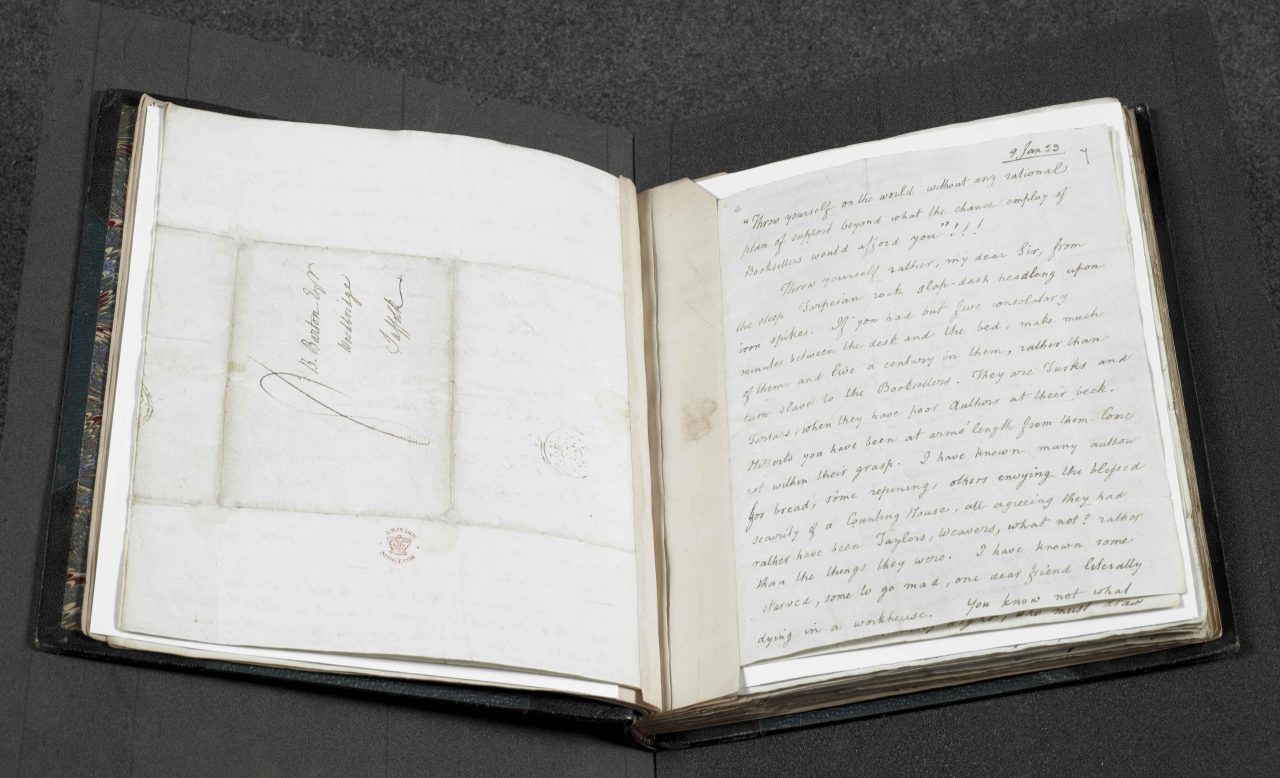 B. Barton Esqr
Woodbridge
Suffolk
BRITISH
MUSEUM
9 Jan 23
"Throw yourself on the world without any rational
plan of support beyond what the chance employ of
Booksellers would afford you"!!!
Throw yourself rather, my dear Sir, from
the steep Tarpeian rock slap-dash headlong upon
iron spikes. If you had but five consolatory
minutes between the desk and the bed, make much
of them, and live a century in them, rather than
turn slave to the Booksellers. They are Turks and
Tartars, when they have poor Authors at their beck.
Hitherto you have been at arms' length from them. Come
not within their grasp. I have known many authors
for bread, some repining, others envying the blessed
security of a Counting House, all agreeing they had
rather have been Taylors, Weavers, what not? rather
than the things they were. I have known some
starved, some to go mad, one dear friend literally
dying in a workhouse. You know not what